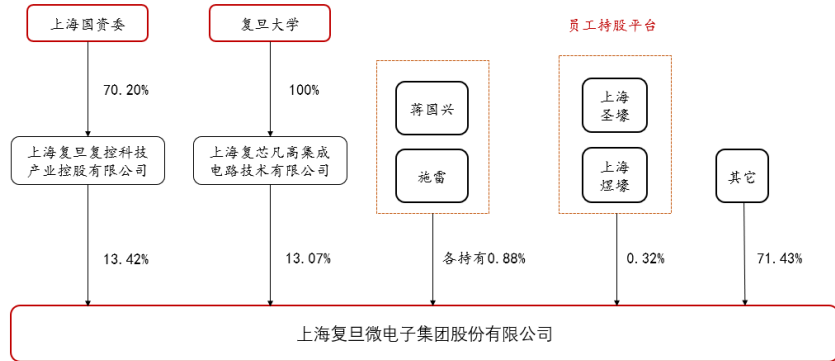 上海国资委
复旦大学
员工持股平台
70.20%
100%
蒋国兴
上海
圣壕
上海复旦复控科技
产业控股有限公司
上海复芯凡高集成
电路技术有限公司
施雷
上海
煜壕
其它
13.42%
13.07%
各持有0.88%
0.32%
71.43%
上海复旦微电子集团股份有限公司